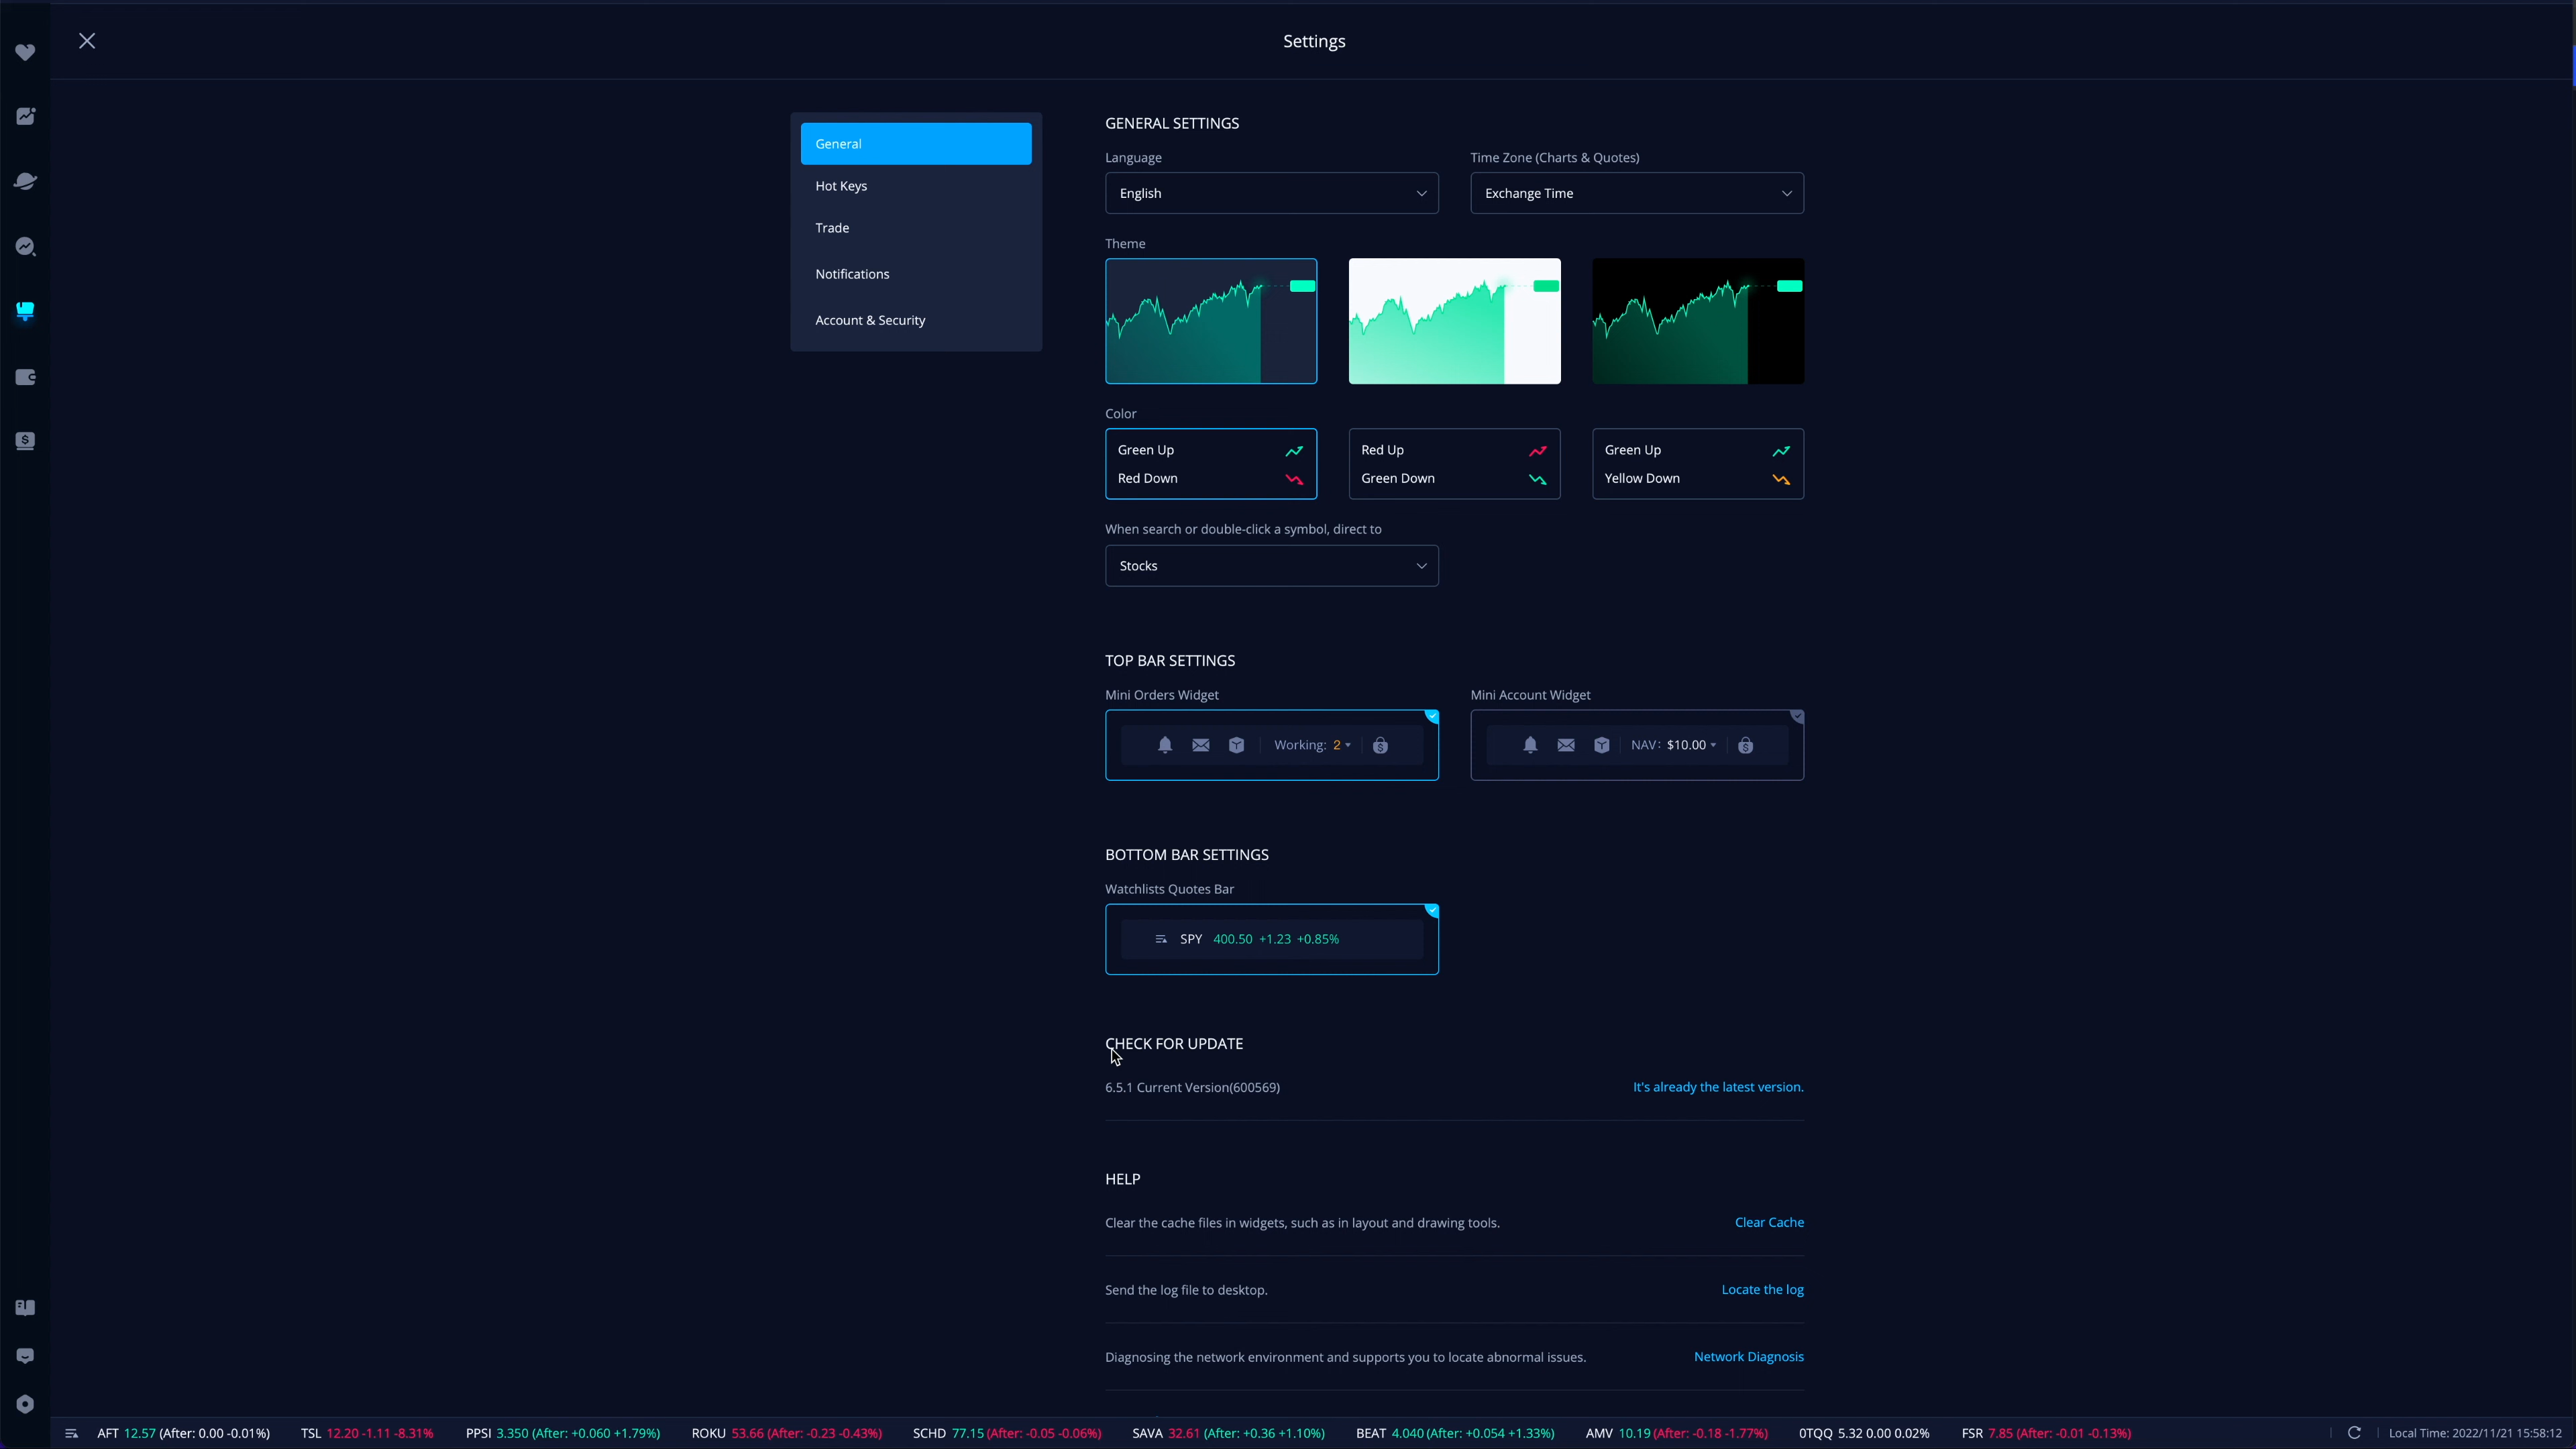 Settings
General
Hot Keys
Trade
Notifications
Account & Security
GENERAL SETTINGS
Language
Time Zone (Charts & Quotes)
English
Exchange Time
Theme
Color
Green Up
Red Down
Red Up
Green Down
Green Up
Yellow Down
When search or double-click a symbol, direct to
Stocks
TOP BAR SETTINGS
Mini Orders Widget
Mini Account Widget
Working: 2
NAV: $10.00
BOTTOM BAR SETTINGS
Watchlists Quotes Bar
SPY 400.50 +1.23 +0.85%
CHECK FOR UPDATE
6.5.1 Current Version(600569)
It's already the latest version.
HELP
Clear the cache files in widgets, such as in layout and drawing tools.
Clear Cache
Send the log file to desktop.
Locate the log
Diagnosing the network environment and supports you to locate abnormal issues.
Network Diagnosis
AFT 12.57 (After: 0.00 -0.01%) TSL 12.20 -1.11 -8.31% PPSI 3.350 (After: +0.060 +1.79%) ROKU 53.66 (After: -0.23 -0.43%) SCHD 77.15 (After: -0.05 -0.06%) SAVA 32.61 (After: +0.36 +1.10%) BEAT 4.040 (After: +0.054 +1.33%) AMV 10.19 (After: -0.18 -1.77%) 0TQQ 5.32 0.00 0.02% FSR 7.85 (After: -0.01 -0.13%) Local Time: 2022/11/21 15:58:12